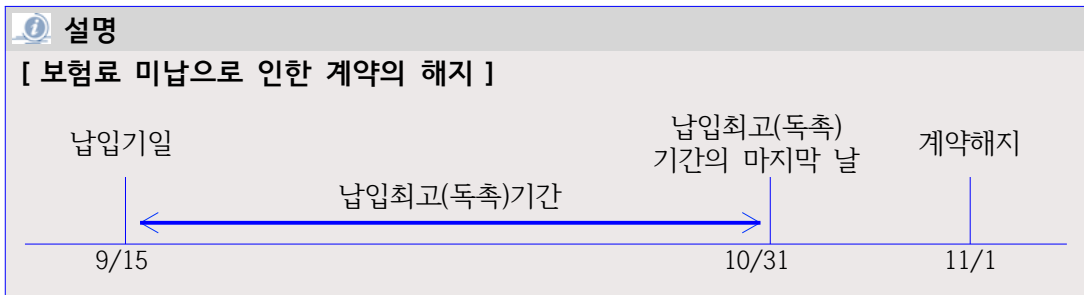 설명
[ 보험료 미납으로 인한 계약의 해지 ]
납입기일
납입최고(독촉)
기간의 마지막 날
계약해지
납입최고(독촉)기간
9/15
10/31
11/1